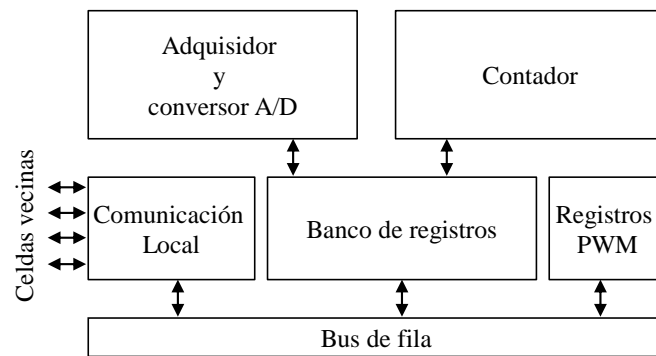 Adquisidor
y
conversor A/D
Contador
Celdas vecinas
Comunicación
Local
Banco de registros
Registros
PWM
Bus de fila